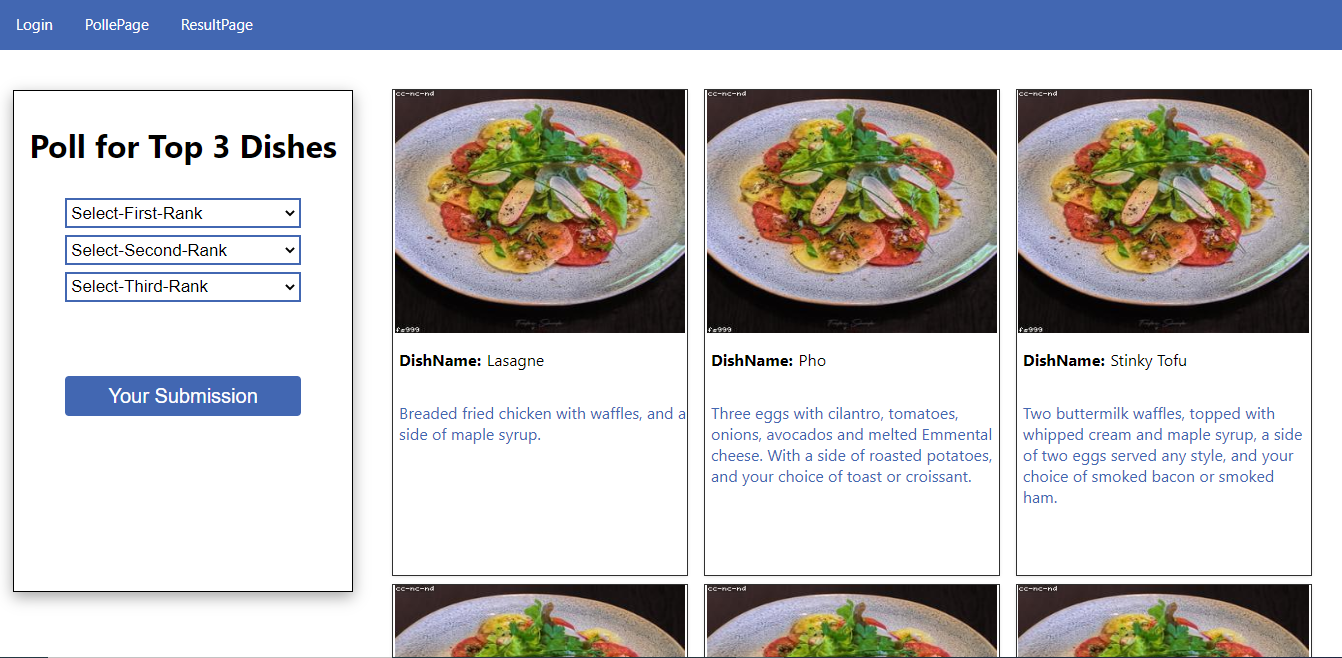 Login PollePage ResultPage
Poll for Top 3 Dishes
Select-First-Rank
Select-Second-Rank
Select-Third-Rank
Your Submission
cc-nc-nd
fs999
DishName: Lasagne
Breaded fried chicken with waffles, and a
side of maple syrup.
cc-nc-nd
fs999
DishName: Pho
Three eggs with cilantro, tomatoes,
onions, avocados and melted Emmental
cheese. With a side of roasted potatoes,
and your choice of toast or croissant.
cc-nc-nd
fs999
DishName: Stinky Tofu
Two buttermilk waffles, topped with
whipped cream and maple syrup, a side
of two eggs served any style, and your
choice of smoked bacon or smoked
ham.
cc-nc-nd
cc-nc-nd
cc-nc-nd